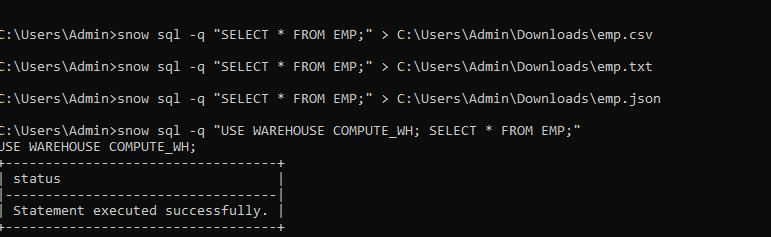 C:\Users\Admin>snow sql -q "SELECT * FROM EMP;" > C:\Users\Admin\Downloads\emp.csv
C:\Users\Admin>snow sql -q "SELECT * FROM EMP;" > C:\Users\Admin\Downloads\emp.txt
C:\Users\Admin>snow sql -q "SELECT * FROM EMP;" > C:\Users\Admin\Downloads\emp.json
C:\Users\Admin>snow sql -q "USE WAREHOUSE COMPUTE_WH; SELECT * FROM EMP;"
USE WAREHOUSE COMPUTE_WH;
+----------------------------------+
| status                           |
|----------------------------------|
| Statement executed successfully. |
+----------------------------------+